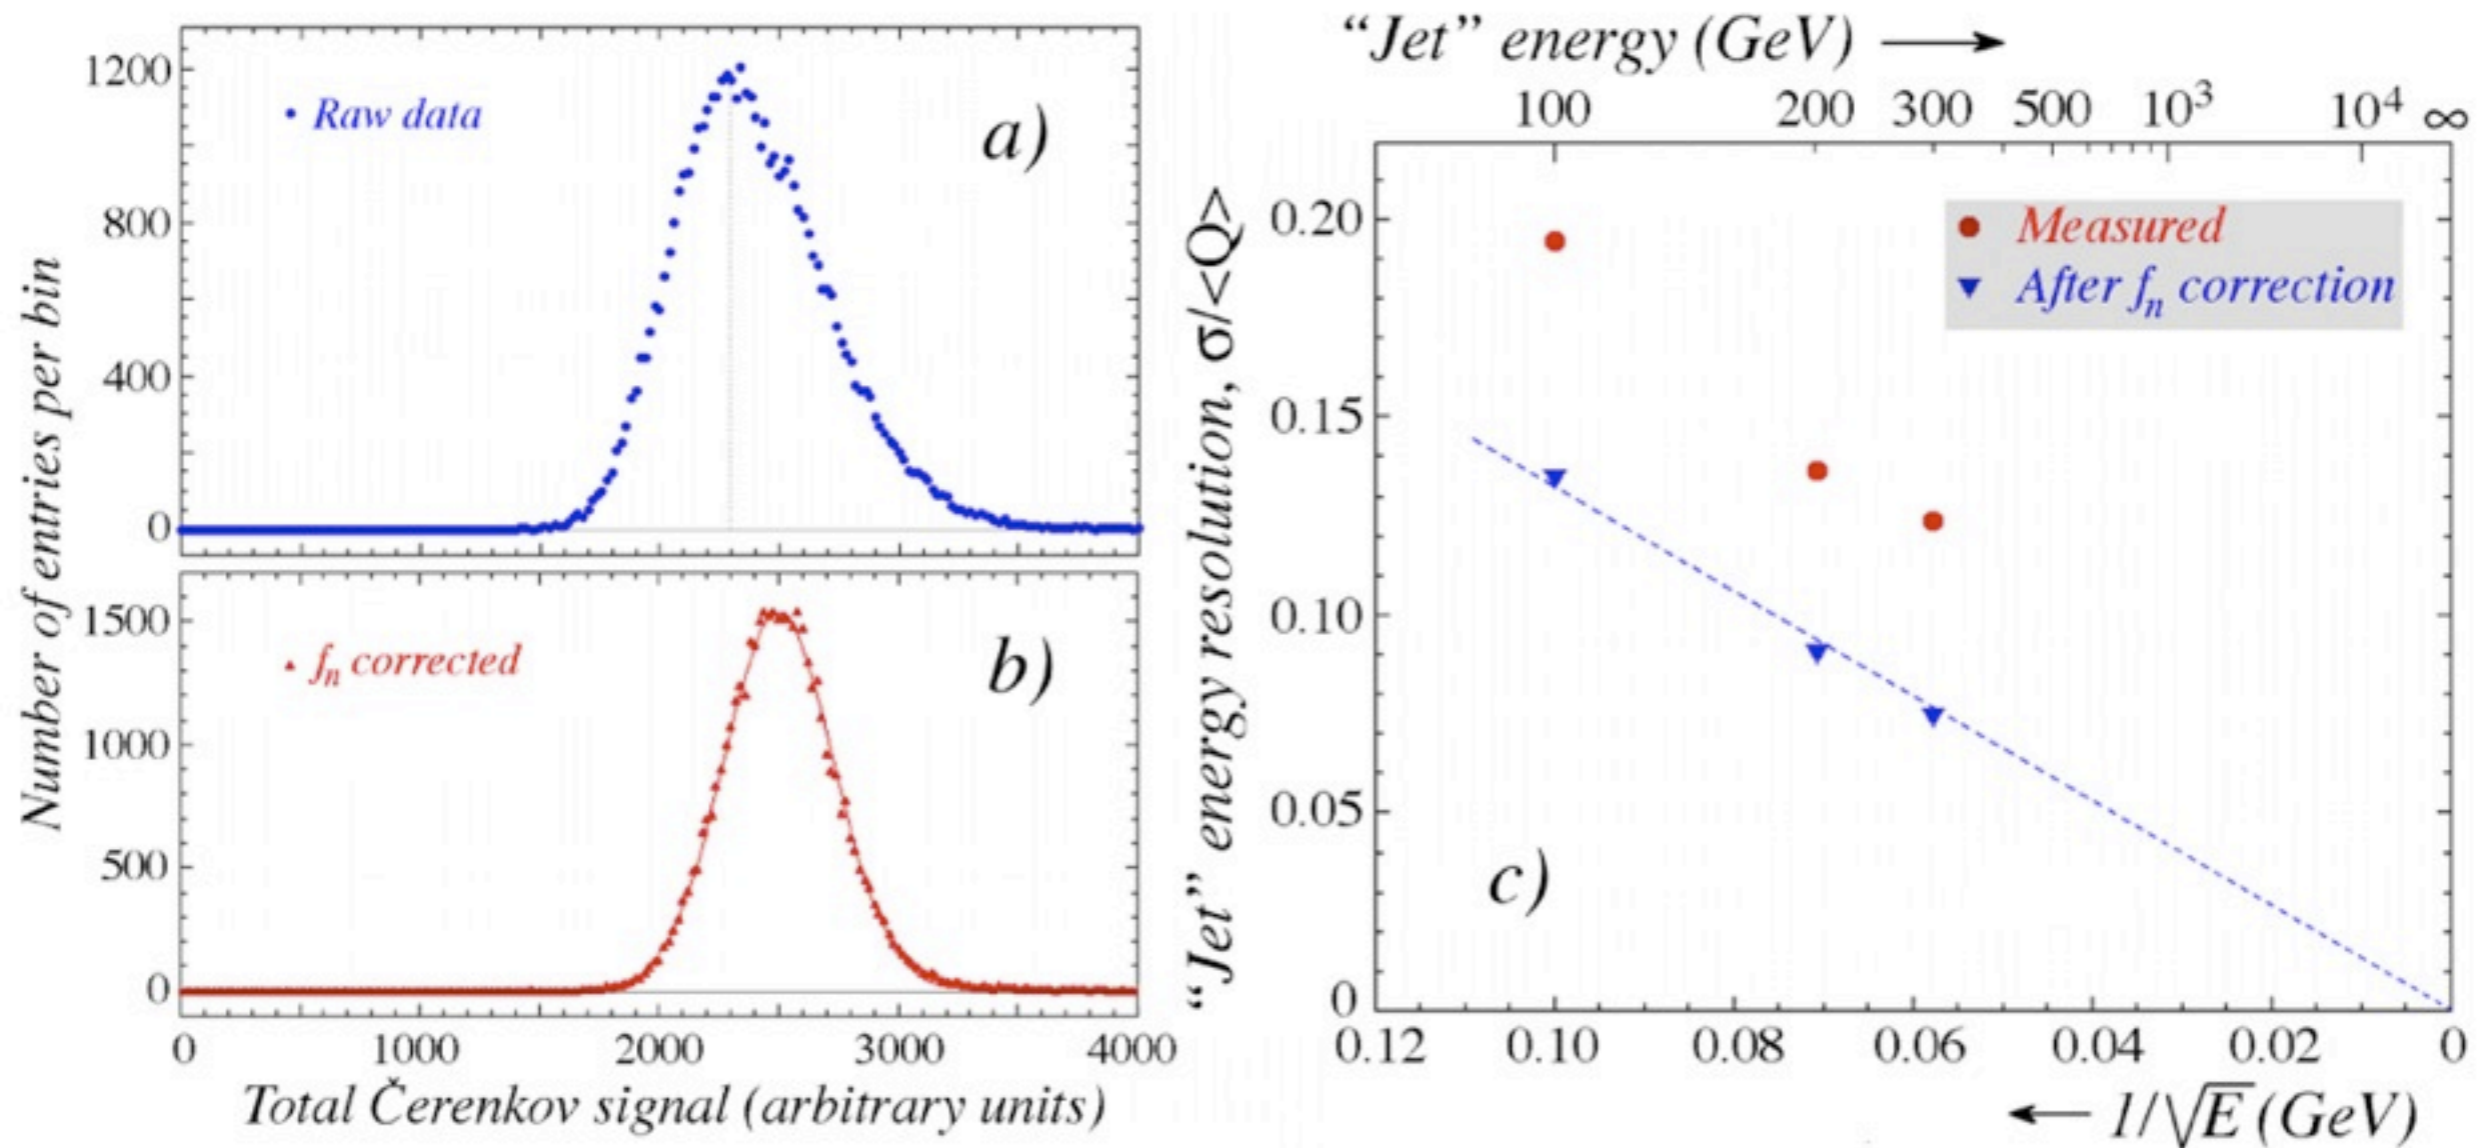 1200
800
400
0
• Raw data
a)
1500
1000
500
0
fn corrected
b)
Number of entries per bin
0 1000 2000 3000 4000
Total Čerenkov signal (arbitrary units)
“Jet” energy (GeV)
100 200 300 500 10³ 10⁴ ∞
0.20
0.15
0.10
0.05
0
“Jet” energy resolution, σ/<Q>
Measured
After fn correction
c)
0.12 0.10 0.08 0.06 0.04 0.02 0
1/√E (GeV)